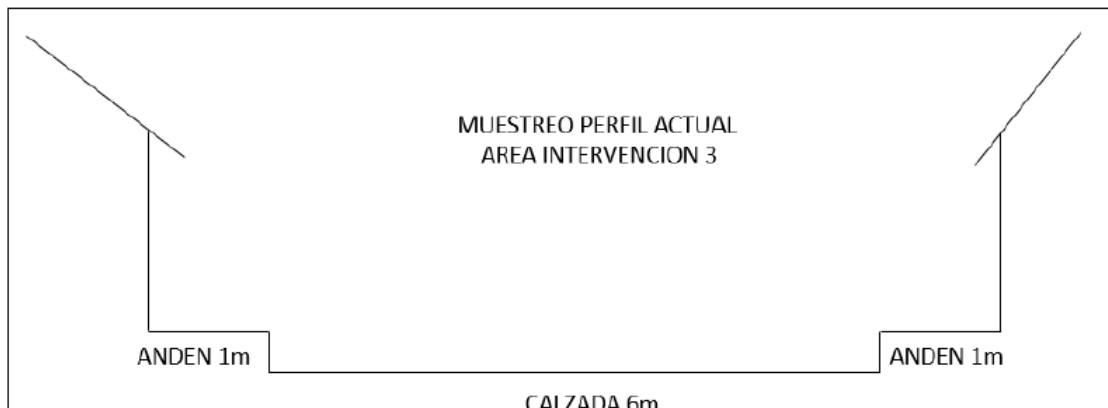 MUESTREO PERFIL ACTUAL
AREA INTERVENCION 3
ANDEN 1m
ANDEN 1m
CALZADA 6m